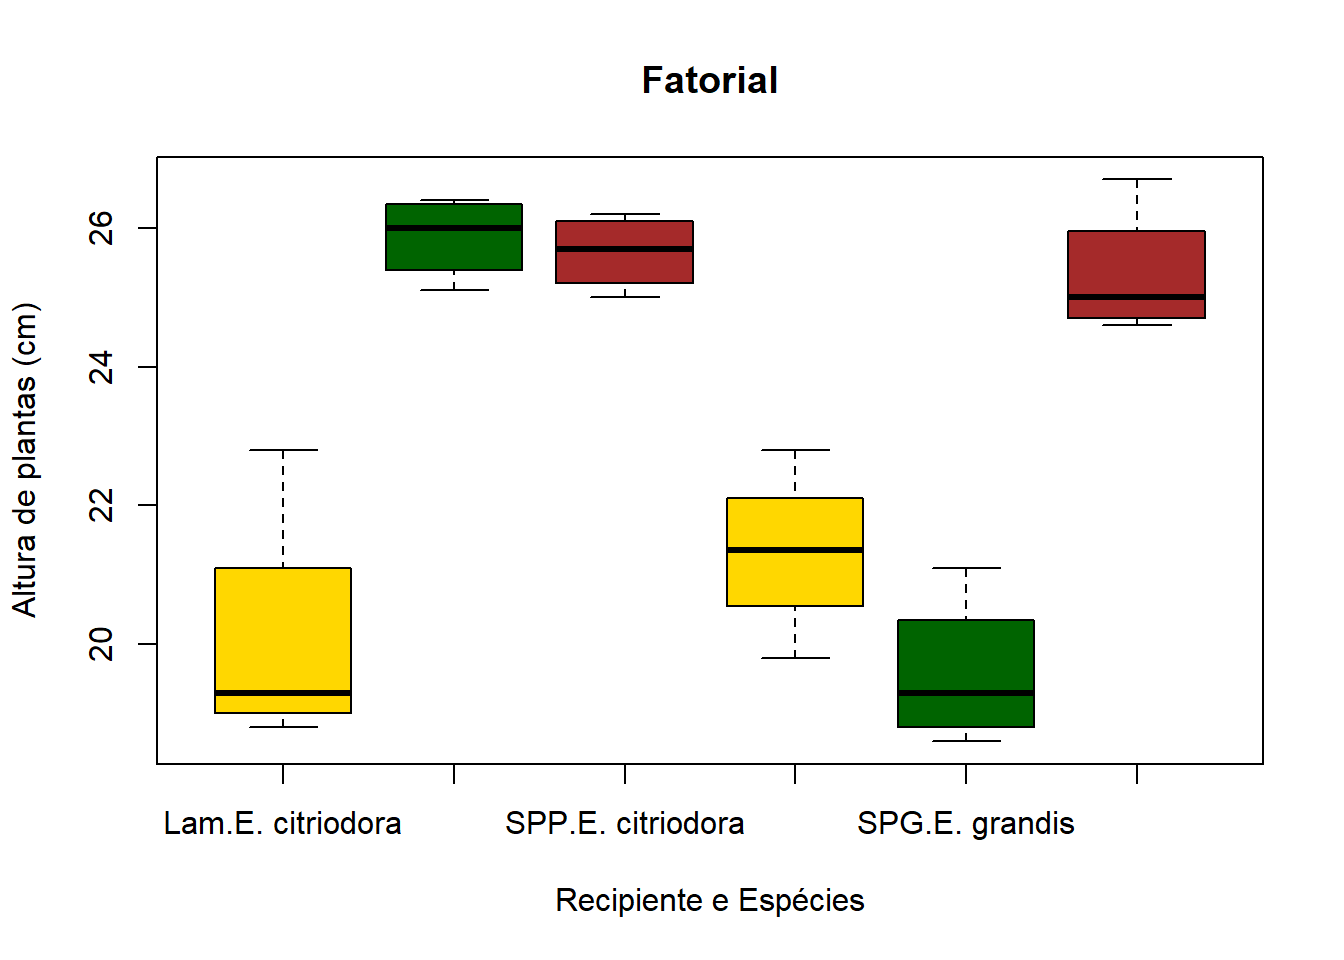 Fatorial
Altura de plantas (cm)
26
24
22
20
Lam.E. citriodora SPP.E. citriodora SPG.E. grandis
Recipiente e Espécies